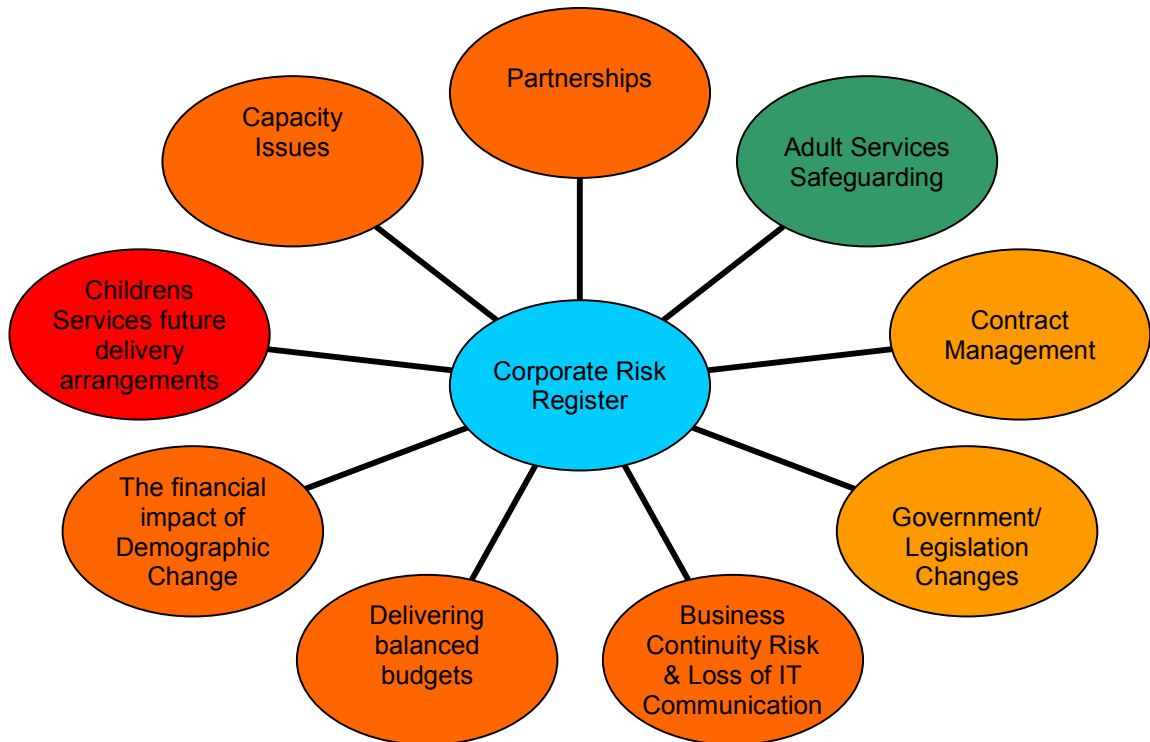 Partnerships
Capacity
Issues
Adult Services
Safeguarding
Childrens
Services future
delivery
arrangements
Contract
Management
Corporate Risk
Register
The financial
impact of
Demographic
Change
Government/
Legislation
Changes
Delivering
balanced
budgets
Business
Continuity Risk
& Loss of IT
Communication